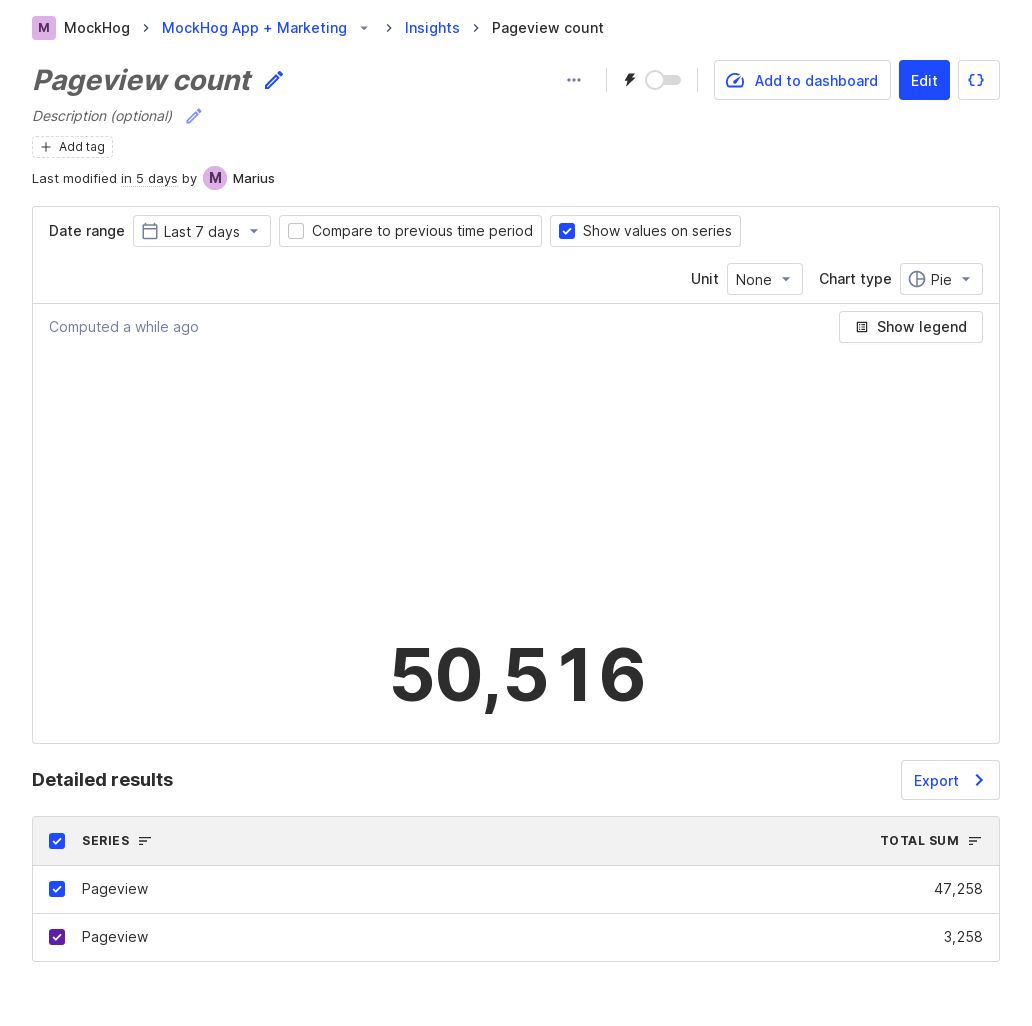 M MockHog MockHog App + Marketing Insights Pageview count
Pageview count
Add to dashboard Edit
Description (optional)
Add tag
Last modified in 5 days by M Marius
Date range Last 7 days Compare to previous time period Show values on series
Unit None Chart type Pie
Computed a while ago Show legend
50,516
Detailed results Export
SERIES TOTAL SUM
Pageview 47,258
Pageview 3,258